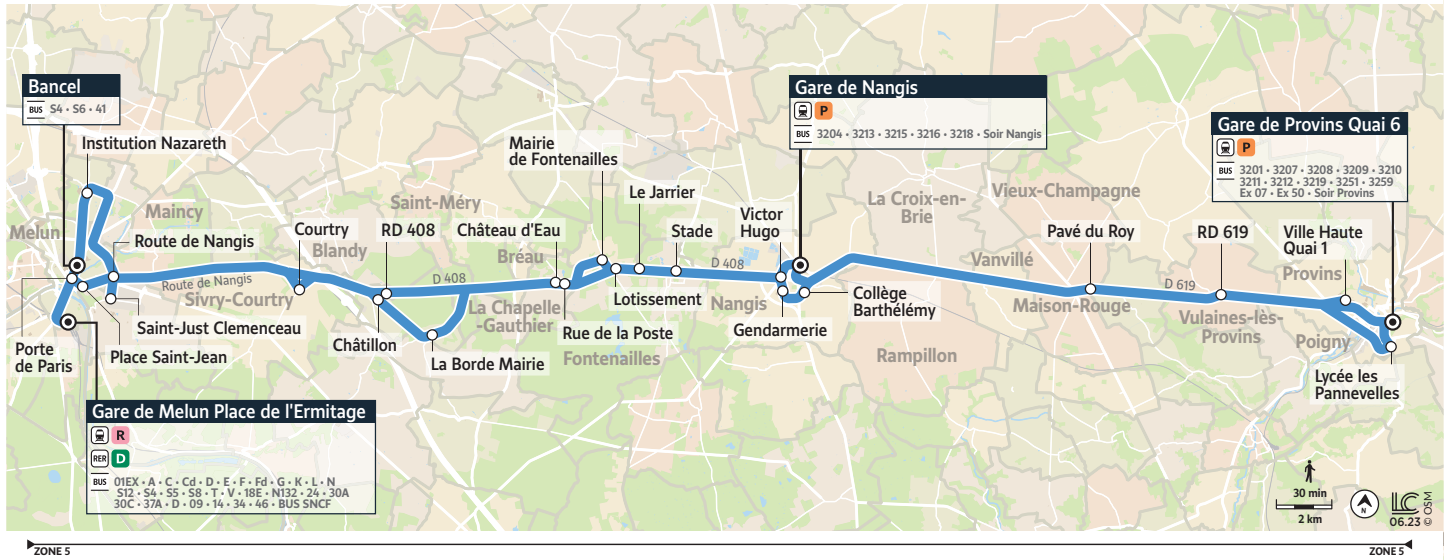 Bancel
BUS S4 • S6 • 41
Institution Nazareth
Melun
Maincy
Route de Nangis
Porte
de Paris
Place Saint-Jean
Saint-Just Clemenceau
Route de Nangis
Sivry-Courtry
Gare de Melun Place de l'Ermitage
R
RER D
BUS 01EX • A • C • Cd • D • E • F • Fd • G • K • L • N
S12 • S4 • S5 • S8 • T • V • 18E • N132 • 24 • 30A
30C • 37A • D • 09 • 14 • 34 • 46 • BUS SNCF
Courtry
Blandy
Saint-Méry
RD 408
Châtillon
La Borde Mairie
D 408
Château d'Eau
Bréau
La Chapelle
-Gauthier
Mairie
de Fontenailles
Rue de la Poste
Fontenailles
Le Jarrier
Lotissement
Stade
D 408
Nangis
Victor
Hugo
Gendarmerie
Gare de Nangis
P
BUS 3204 • 3213 • 3215 • 3216 • 3218 • Soir Nangis
Collège
Barthélémy
La Croix-en-
Brie
Rampillon
Vieux-Champagne
Vanvillé
Pavé du Roy
Maison-Rouge
D 619
RD 619
Vulaines-lès-
Provins
Gare de Provins Quai 6
P
BUS 3201 • 3207 • 3208 • 3209 • 3210
3211 • 3212 • 3219 • 3251 • 3259
Ex 07 • Ex 50 • Soir Provins
Ville Haute
Quai 1
Provins
Poigny
Lycée les
Pannevelles
30 min
2 km
N
LC
06.23 © OSM
ZONE 5
ZONE 5